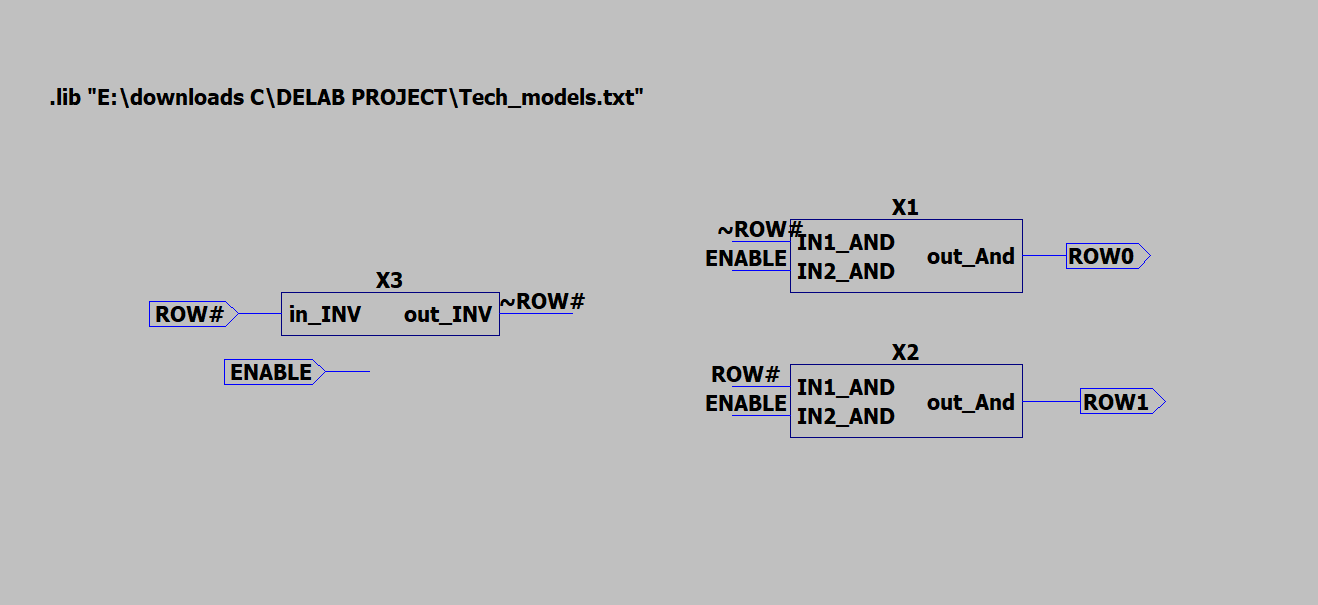 .lib "E:\downloads C\DELAB PROJECT\Tech_models.txt"
X3
ROW#
in_INV
out_INV
~ROW#
ENABLE
X1
~ROW#
IN1_AND
ENABLE
IN2_AND
out_And
ROW0
X2
ROW#
IN1_AND
ENABLE
IN2_AND
out_And
ROW1